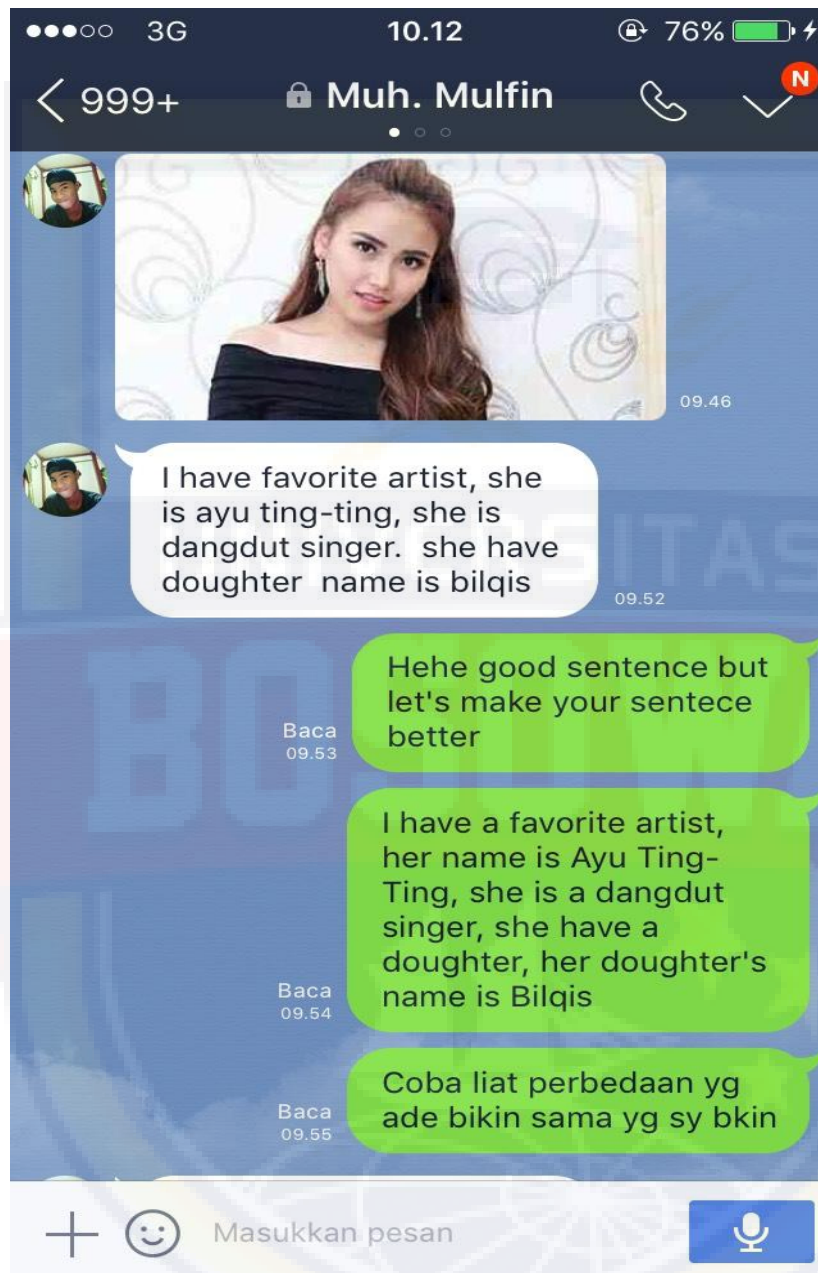 3G 10.12 76%
999+ Muh. Mulfin N
09.46
I have favorite artist, she
is ayu ting-ting, she is
dangdut singer. she have
doughter name is bilqis
09.52
UNIVERSITAS
BOSOWA
Hehe good sentence but
let's make your sentece
better
Baca
09.53
I have a favorite artist,
her name is Ayu Ting-
Ting, she is a dangdut
singer, she have a
doughter, her doughter's
name is Bilqis
Baca
09.54
Coba liat perbedaan yg
ade bikin sama yg sy bkin
Baca
09.55
Masukkan pesan